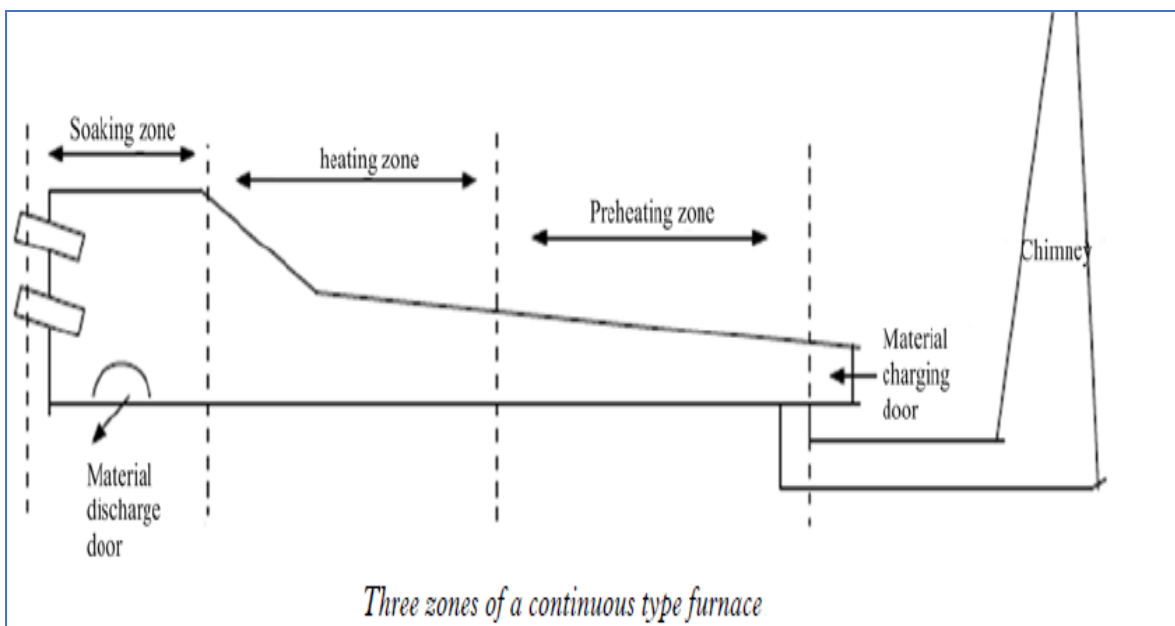 Soaking zone
heating zone
Preheating zone
Chimney
Material
charging
door
Material
discharge
door
Three zones of a continuous type furnace